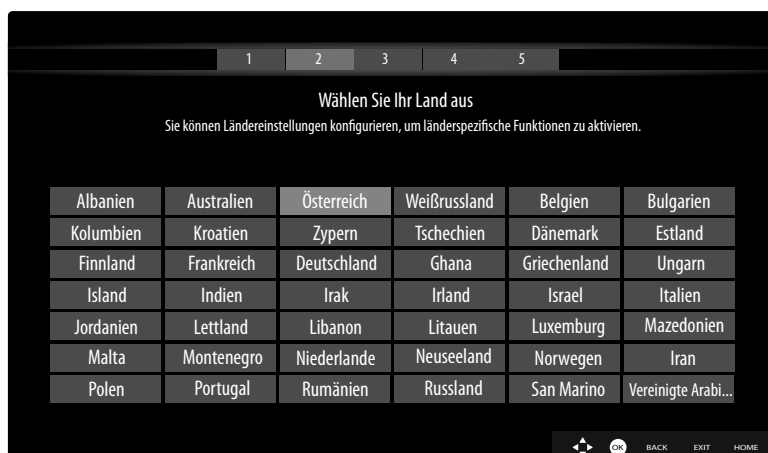 1 2 3 4 5
Wählen Sie Ihr Land aus
Sie können Ländereinstellungen konfigurieren, um länderspezifische Funktionen zu aktivieren.
Albanien Australien Österreich Weißrussland Belgien Bulgarien
Kolumbien Kroatien Zypern Tschechien Dänemark Estland
Finnland Frankreich Deutschland Ghana Griechenland Ungarn
Island Indien Irak Irland Israel Italien
Jordanien Lettland Libanon Litauen Luxemburg Mazedonien
Malta Montenegro Niederlande Neuseeland Norwegen Iran
Polen Portugal Rumänien Russland San Marino Vereinigte Arabi...
OK BACK EXIT HOME